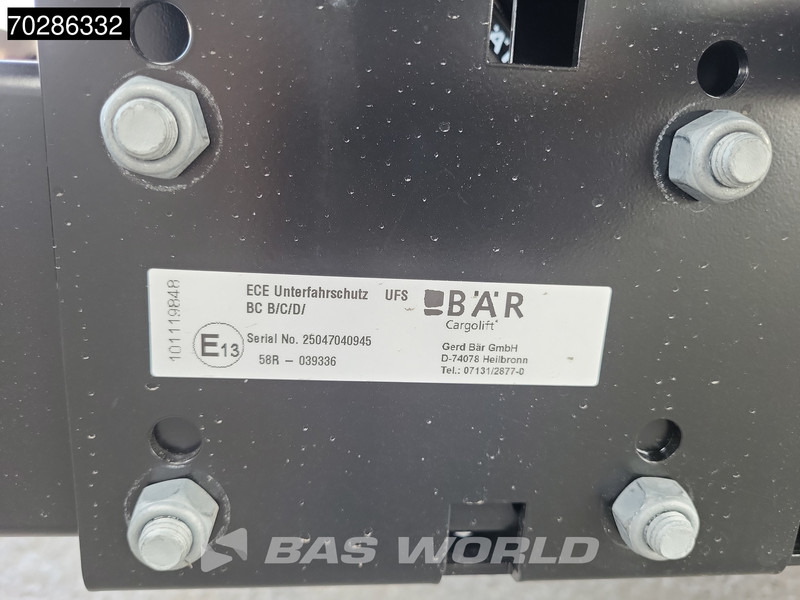 70286332
101119848
ECE Unterfahrschutz UFS
BC B/C/D/
E13
Serial No. 25047040945
58R - 039336
BÄR
Cargolift
Gerd Bär GmbH
D-74078 Heilbronn
Tel.: 07131/2877-0
BAS WORLD